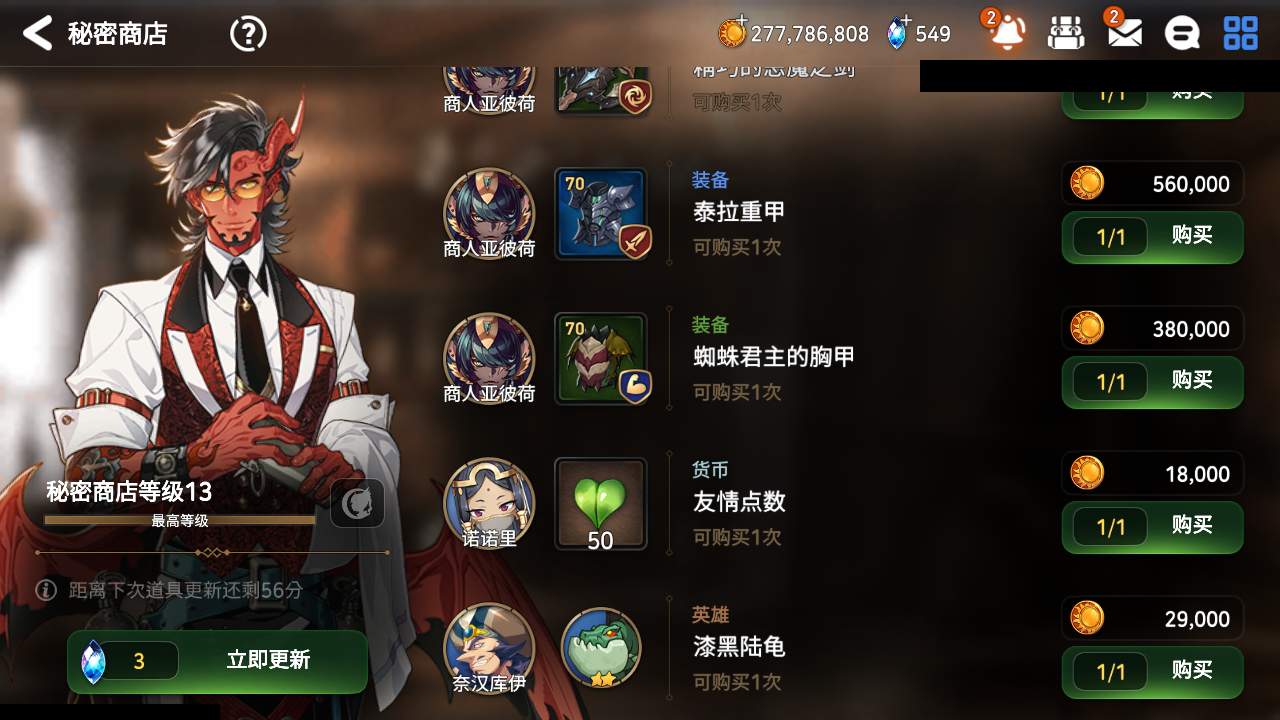 秘密商店
?
277,786,808
549
2
2
商人亚彼荷
精巧的恶魔之剑
可购买1次
1/1
购买
商人亚彼荷
70
装备
泰拉重甲
可购买1次
560,000
1/1
购买
商人亚彼荷
70
装备
蜘蛛君主的胸甲
可购买1次
380,000
1/1
购买
诺诺里
50
货币
友情点数
可购买1次
18,000
1/1
购买
奈汉库伊
英雄
漆黑陆龟
可购买1次
29,000
1/1
购买
秘密商店等级13
最高等级
距离下次道具更新还剩56分
3
立即更新